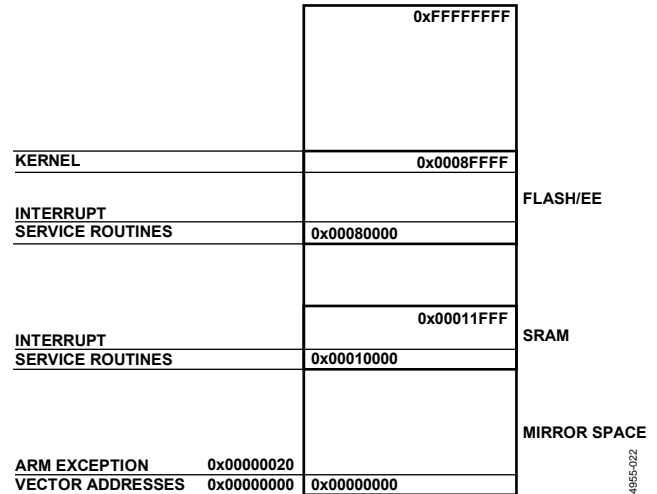 0xFFFFFFFF
KERNEL 0x0008FFFF
FLASH/EE
INTERRUPT
SERVICE ROUTINES 0x00080000
0x00011FFF
SRAM
INTERRUPT
SERVICE ROUTINES 0x00010000
MIRROR SPACE
ARM EXCEPTION 0x00000020
VECTOR ADDRESSES 0x00000000 0x00000000
4955-022